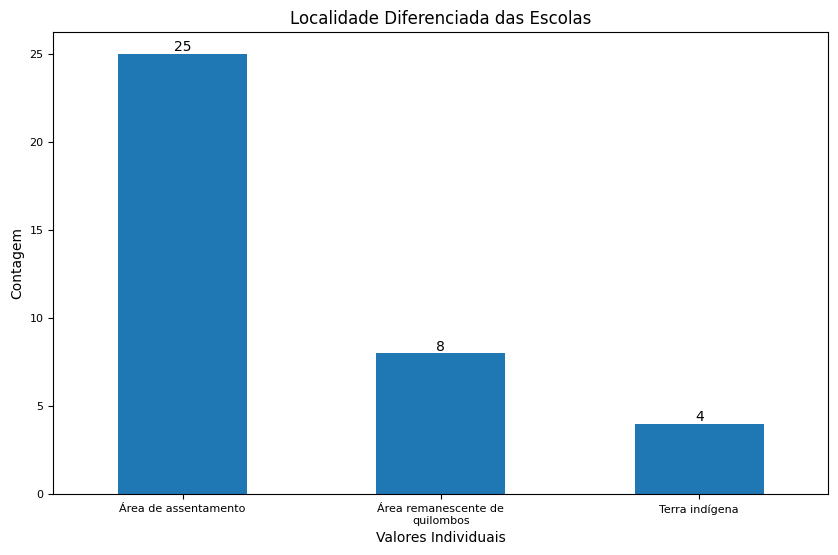 Localidade Diferenciada das Escolas
Contagem
25
20
15
10
5
0
25
8
4
Área de assentamento
Área remanescente de
quilombos
Terra indígena
Valores Individuais